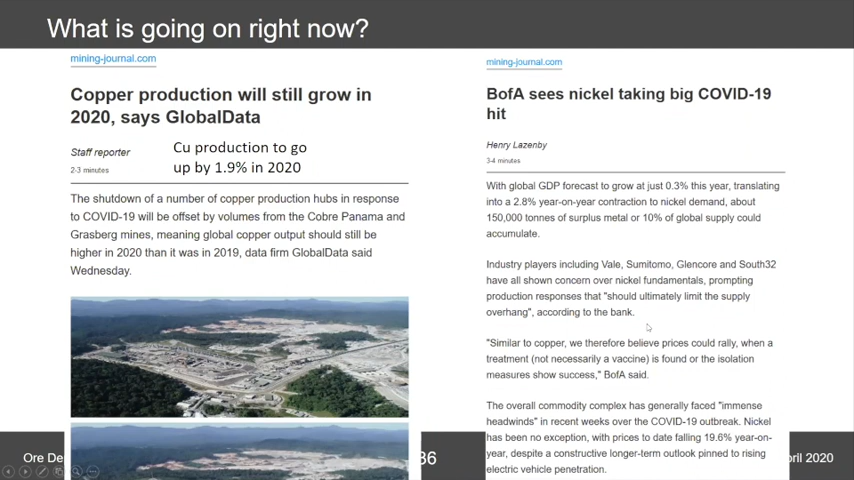 What is going on right now?
mining-journal.com
Copper production will still grow in
2020, says GlobalData
Staff reporter
2-3 minutes
Cu production to go
up by 1.9% in 2020
The shutdown of a number of copper production hubs in response
to COVID-19 will be offset by volumes from the Cobre Panama and
Grasberg mines, meaning global copper output should still be
higher in 2020 than it was in 2019, data firm GlobalData said
Wednesday.
mining-journal.com
BofA sees nickel taking big COVID-19
hit
Henry Lazenby
3-4 minutes
With global GDP forecast to grow at just 0.3% this year, translating
into a 2.8% year-on-year contraction to nickel demand, about
150,000 tonnes of surplus metal or 10% of global supply could
accumulate.
Industry players including Vale, Sumitomo, Glencore and South32
have all shown concern over nickel fundamentals, prompting
production responses that "should ultimately limit the supply
overhang", according to the bank.
"Similar to copper, we therefore believe prices could rally, when a
treatment (not necessarily a vaccine) is found or the isolation
measures show success," BofA said.
The overall commodity complex has generally faced "immense
headwinds" in recent weeks over the COVID-19 outbreak. Nickel
has been no exception, with prices to date falling 19.6% year-on-
year, despite a constructive longer-term outlook pinned to rising
electric vehicle penetration.
Ore De
36
ril 2020